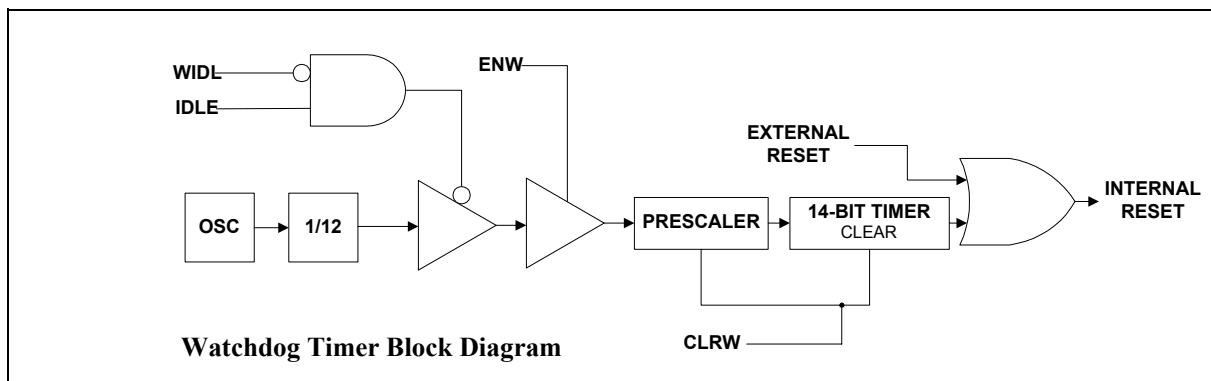 WIDL
IDLE
ENW
EXTERNAL
RESET
INTERNAL
RESET
OSC
1/12
PRESCALER
14-BIT TIMER
CLEAR
CLRW
Watchdog Timer Block Diagram